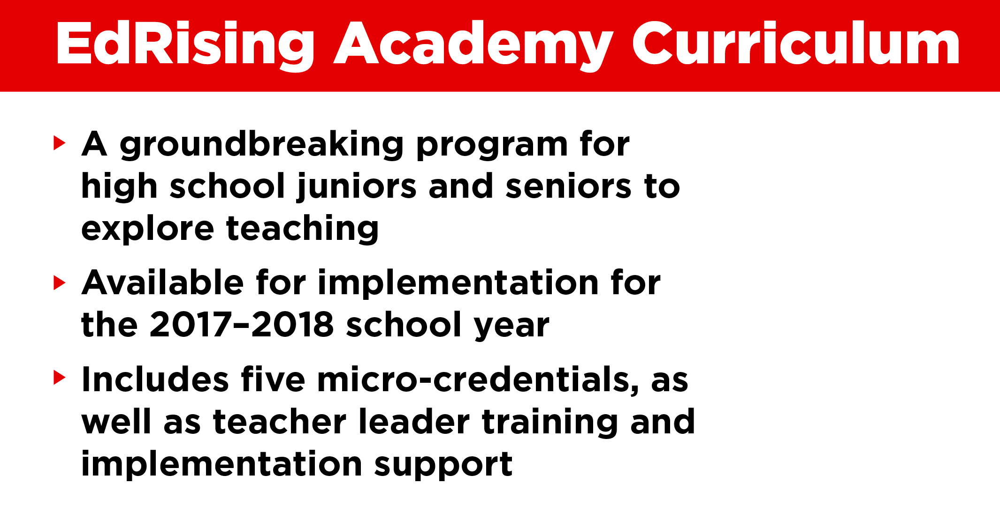 EdRising Academy Curriculum
A groundbreaking program for
high school juniors and seniors to
explore teaching
Available for implementation for
the 2017–2018 school year
Includes five micro-credentials, as
well as teacher leader training and
implementation support